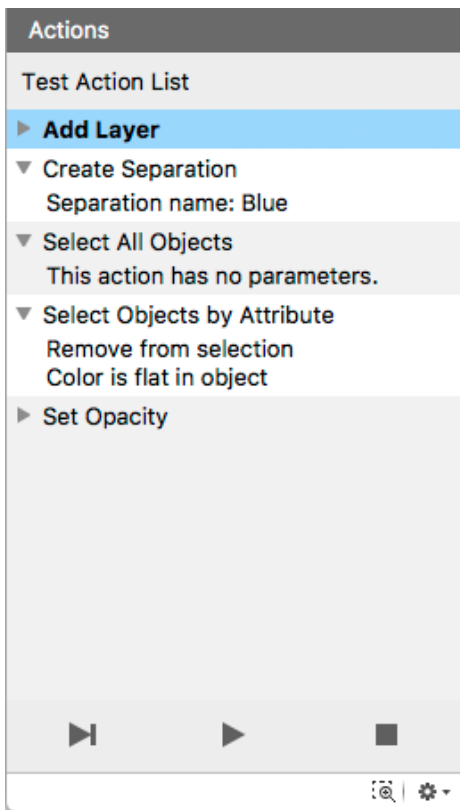 Actions
Test Action List
Add Layer
Create Separation
Separation name: Blue
Select All Objects
This action has no parameters.
Select Objects by Attribute
Remove from selection
Color is flat in object
Set Opacity